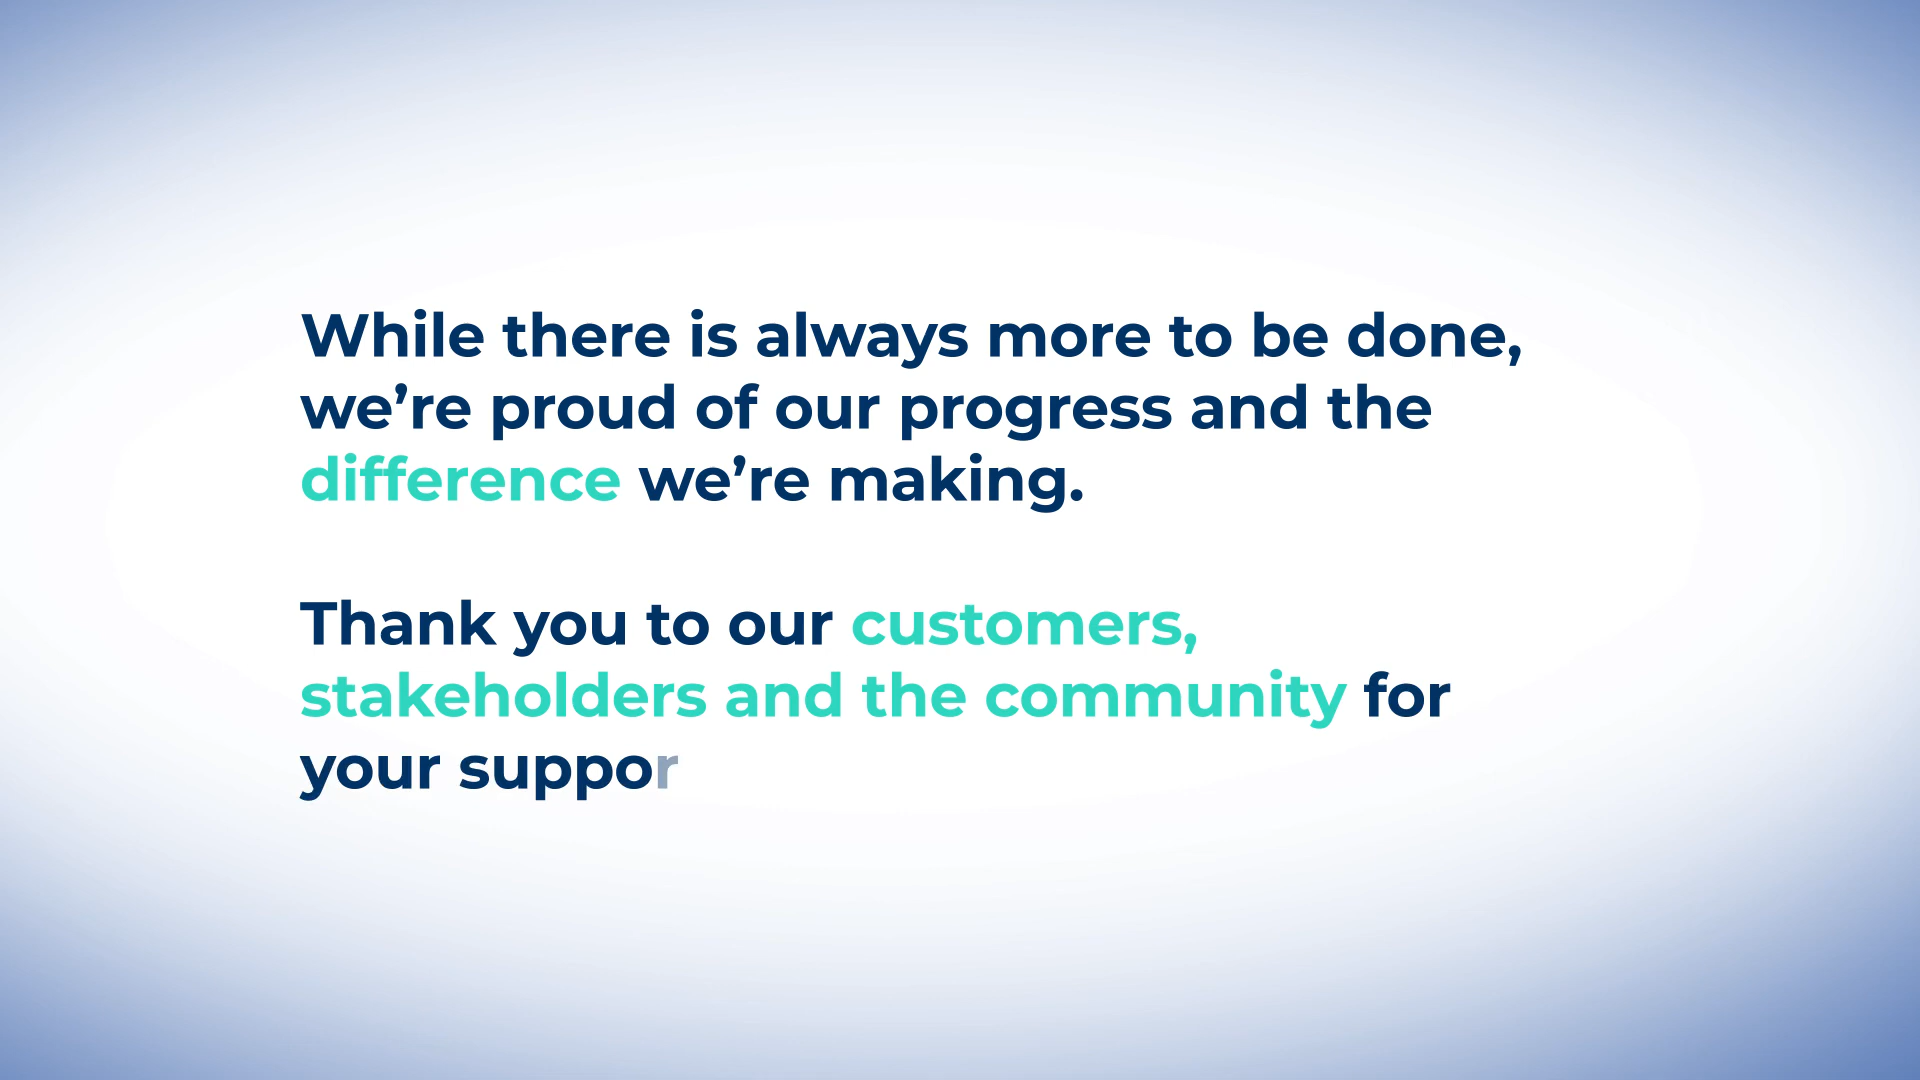 While there is always more to be done,
we’re proud of our progress and the
difference we’re making.
Thank you to our customers,
stakeholders and the community for
your suppor